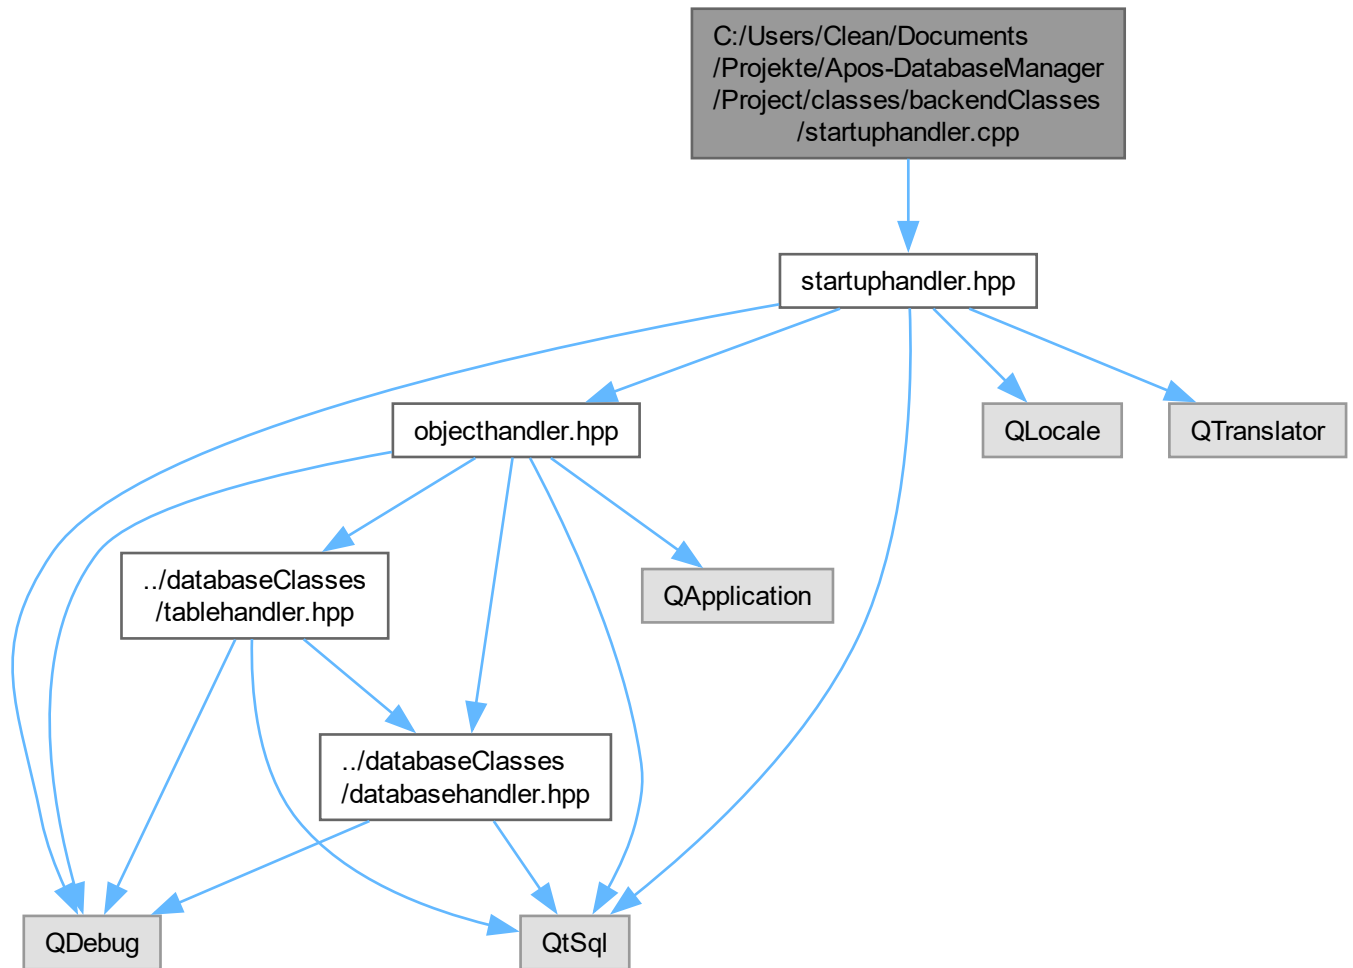 C:/Users/Clean/Documents
/Projekte/Apos-DatabaseManager
/Project/classes/backendClasses
/startuphandler.cpp
startuphandler.hpp
objecthandler.hpp
QLocale
QTranslator
../databaseClasses
/tablehandler.hpp
QApplication
../databaseClasses
/databasehandler.hpp
QDebug
QtSql